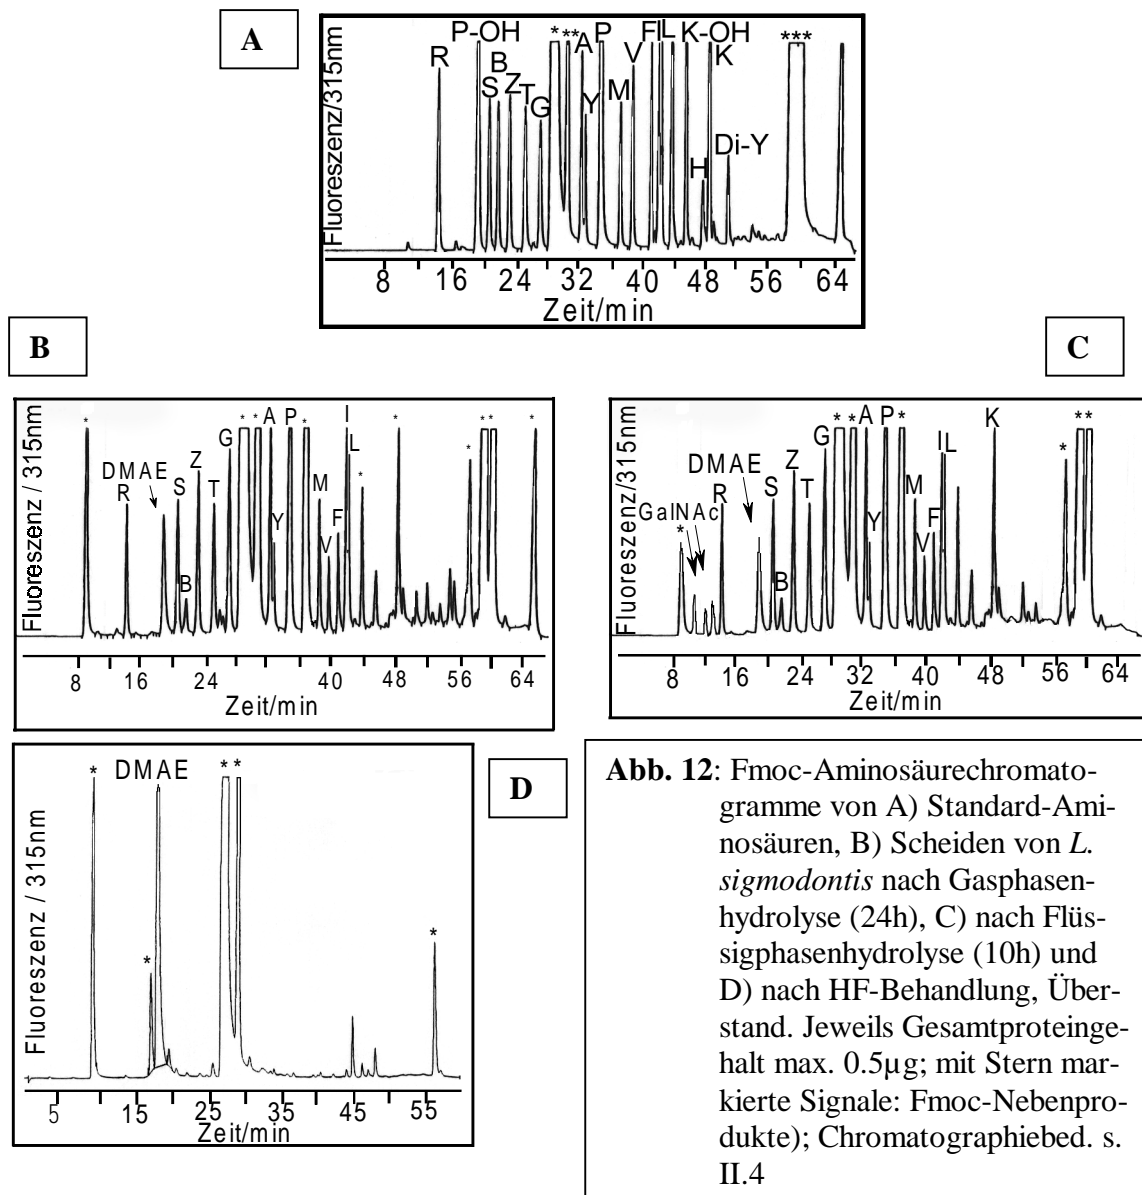 A
Fluoreszenz/315nm
P-OH * ** A P V FIL K-OH ***
R S B Z T G Y M H K Di-Y
8 16 24 32 40 48 56 64
Zeit/min
B
Fluoreszenz / 315nm
* DMAE R S B Z T G * * A Y P * M V F I L * * * * * *
8 16 24 40 48 56 64
Zeit/min
C
Fluoreszenz/315nm
GalNAc * R DMAE S B Z T G * * A Y P * M V F IL K * **
8 16 24 32 40 48 56 64
Zeit/min
D
Fluoreszenz / 315nm
* * DMAE * * *
5 15 25 35 45 55
Zeit/min
Abb. 12: Fmoc-Aminosäurechromato-
gramme von A) Standard-Ami-
nosäuren, B) Scheiden von L.
sigmodontis nach Gasphasen-
hydrolyse (24h), C) nach Flüs-
sigphasenhydrolyse (10h) und
D) nach HF-Behandlung, Über-
stand. Jeweils Gesamtproteinge-
halt max. 0.5µg; mit Stern mar-
kierte Signale: Fmoc-Nebenpro-
dukte); Chromatographiebed. s.
II.4